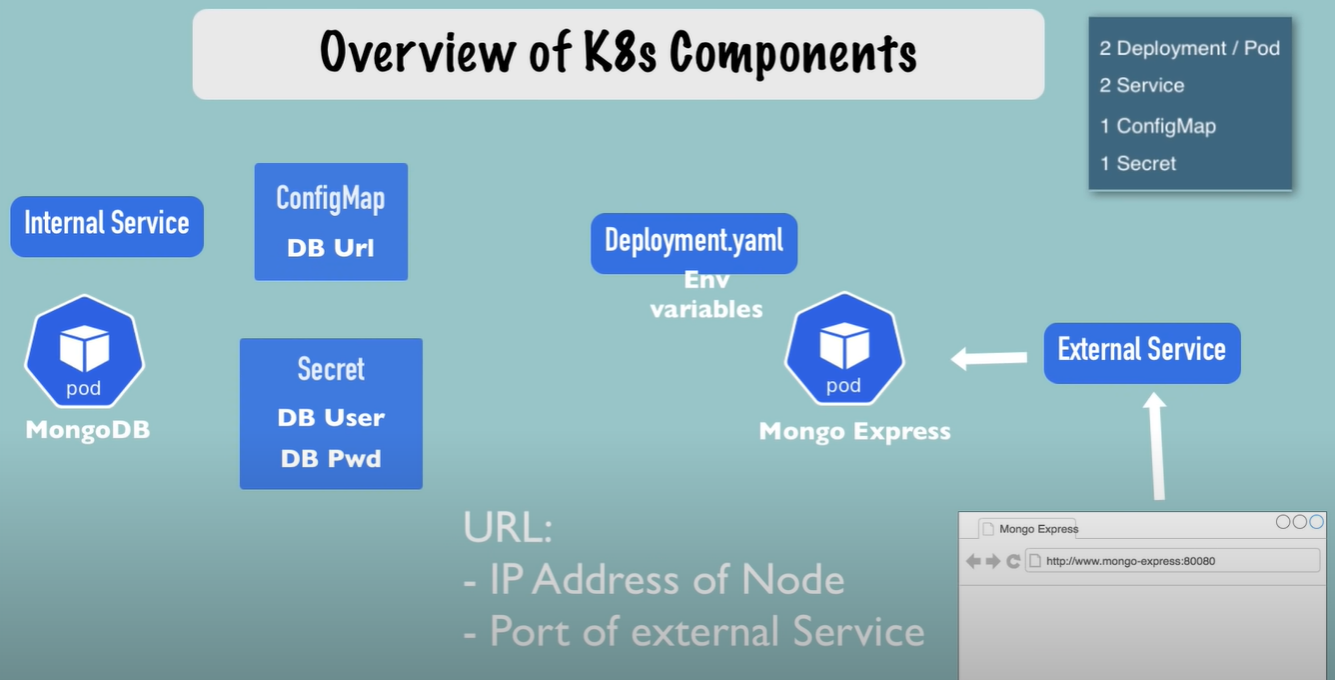 Overview of K8s Components
2 Deployment / Pod
2 Service
1 ConfigMap
1 Secret
Internal Service
ConfigMap
DB Url
Deployment.yaml
Env
variables
pod
MongoDB
Secret
DB User
DB Pwd
pod
Mongo Express
External Service
URL:
- IP Address of Node
- Port of external Service
Mongo Express
http://www.mongo-express:80080